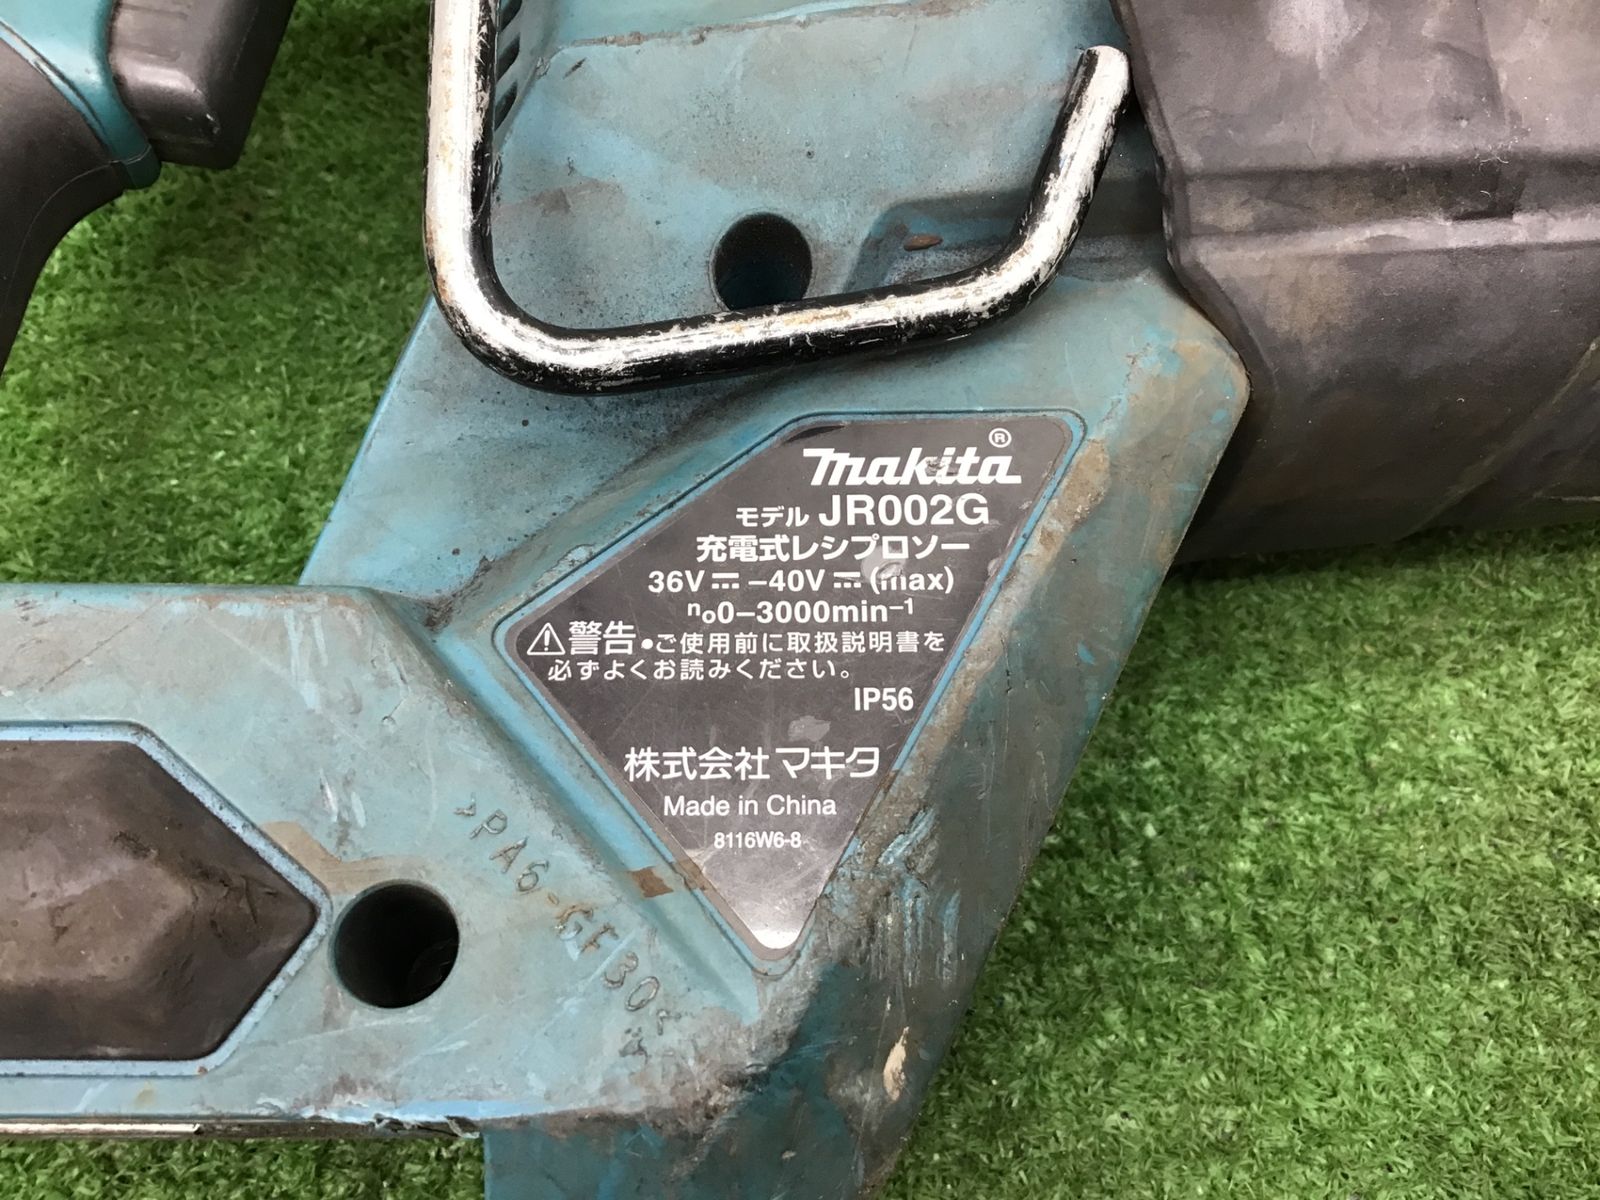 makita®
モデル JR002G
充電式レシプロソー
36V⎓ –40V⎓ (max)
n₀0–3000min⁻¹
⚠警告•ご使用前に取扱説明書を
必ずよくお読みください。
IP56
株式会社 マキタ
Made in China
8116W6-8
>PA6-GF30<